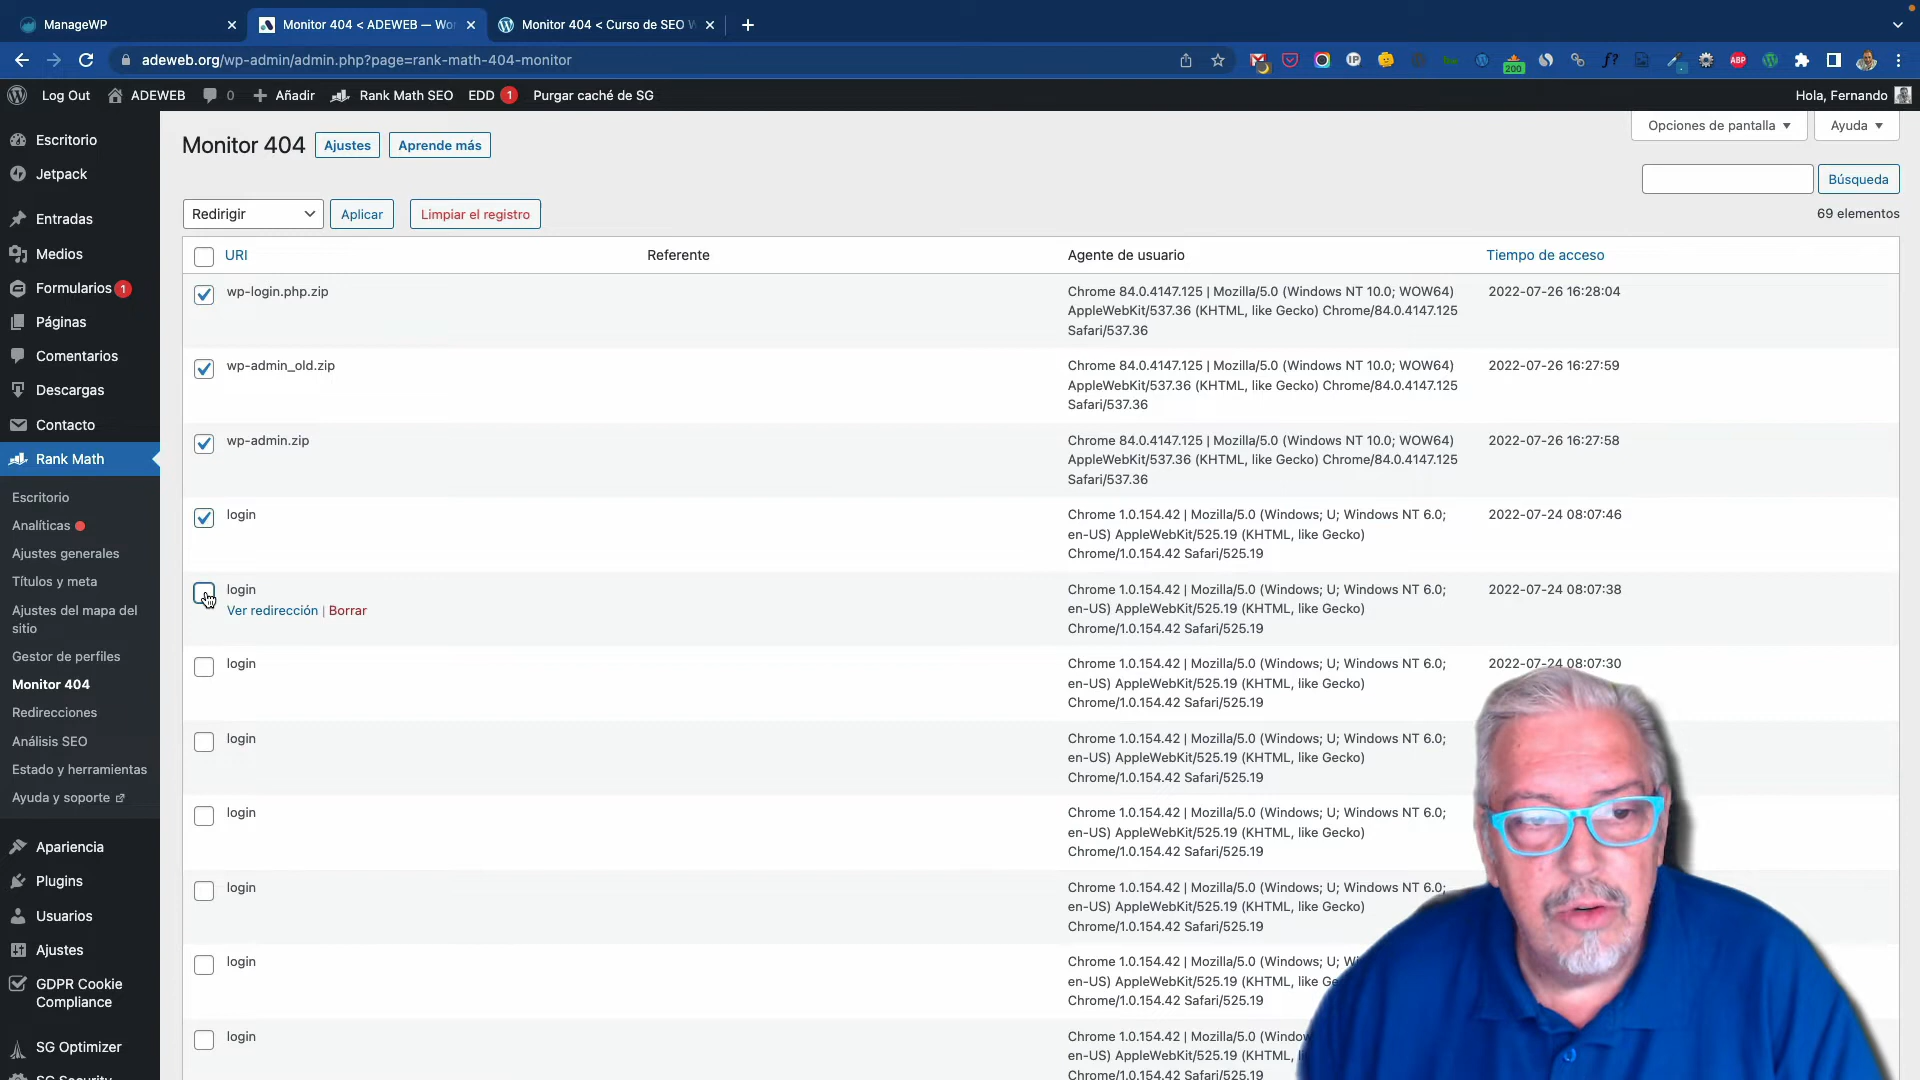 ManageWP
Monitor 404 < ADEWEB — Wor
Monitor 404 < Curso de SEO W
adeweb.org/wp-admin/admin.php?page=rank-math-404-monitor
IP
200
f?
ABP
Log Out
ADEWEB
0
Añadir
Rank Math SEO
EDD 1
Purgar caché de SG
Hola, Fernando
Escritorio
Jetpack
Entradas
Medios
Formularios 1
Páginas
Comentarios
Descargas
Contacto
Rank Math
Escritorio
Analíticas
Ajustes generales
Títulos y meta
Ajustes del mapa del
sitio
Gestor de perfiles
Monitor 404
Redirecciones
Análisis SEO
Estado y herramientas
Ayuda y soporte
Apariencia
Plugins
Usuarios
Ajustes
GDPR Cookie
Compliance
SG Optimizer
SG Security
Monitor 404
Ajustes
Aprende más
Opciones de pantalla
Ayuda
Búsqueda
Redirigir
Aplicar
Limpiar el registro
69 elementos
URI
Referente
Agente de usuario
Tiempo de acceso
wp-login.php.zip
Chrome 84.0.4147.125 | Mozilla/5.0 (Windows NT 10.0; WOW64)
AppleWebKit/537.36 (KHTML, like Gecko) Chrome/84.0.4147.125
Safari/537.36
2022-07-26 16:28:04
wp-admin_old.zip
Chrome 84.0.4147.125 | Mozilla/5.0 (Windows NT 10.0; WOW64)
AppleWebKit/537.36 (KHTML, like Gecko) Chrome/84.0.4147.125
Safari/537.36
2022-07-26 16:27:59
wp-admin.zip
Chrome 84.0.4147.125 | Mozilla/5.0 (Windows NT 10.0; WOW64)
AppleWebKit/537.36 (KHTML, like Gecko) Chrome/84.0.4147.125
Safari/537.36
2022-07-26 16:27:58
login
Chrome 1.0.154.42 | Mozilla/5.0 (Windows; U; Windows NT 6.0;
en-US) AppleWebKit/525.19 (KHTML, like Gecko)
Chrome/1.0.154.42 Safari/525.19
2022-07-24 08:07:46
login
Ver redirección | Borrar
Chrome 1.0.154.42 | Mozilla/5.0 (Windows; U; Windows NT 6.0;
en-US) AppleWebKit/525.19 (KHTML, like Gecko)
Chrome/1.0.154.42 Safari/525.19
2022-07-24 08:07:38
login
Chrome 1.0.154.42 | Mozilla/5.0 (Windows; U; Windows NT 6.0;
en-US) AppleWebKit/525.19 (KHTML, like Gecko)
Chrome/1.0.154.42 Safari/525.19
2022-07-24 08:07:30
login
Chrome 1.0.154.42 | Mozilla/5.0 (Windows; U; Windows NT 6.0;
en-US) AppleWebKit/525.19 (KHTML, like Gecko)
Chrome/1.0.154.42 Safari/525.19
login
Chrome 1.0.154.42 | Mozilla/5.0 (Windows; U; Windows NT 6.0;
en-US) AppleWebKit/525.19 (KHTML, like Gecko)
Chrome/1.0.154.42 Safari/525.19
login
Chrome 1.0.154.42 | Mozilla/5.0 (Windows; U; Windows NT 6.0;
en-US) AppleWebKit/525.19 (KHTML, like Gecko)
Chrome/1.0.154.42 Safari/525.19
login
Chrome 1.0.154.42 | Mozilla/5.0 (Windows; U; Wi
en-US) AppleWebKit/525.19 (KHTML, like Ge
Chrome/1.0.154.42 Safari/525.19
login
Chrome 1.0.154.42 | Mozilla/5.0 (Window
en-US) AppleWebKit/525.19 (KHTML, l
Chrome/1.0.154.42 Safari/525.19